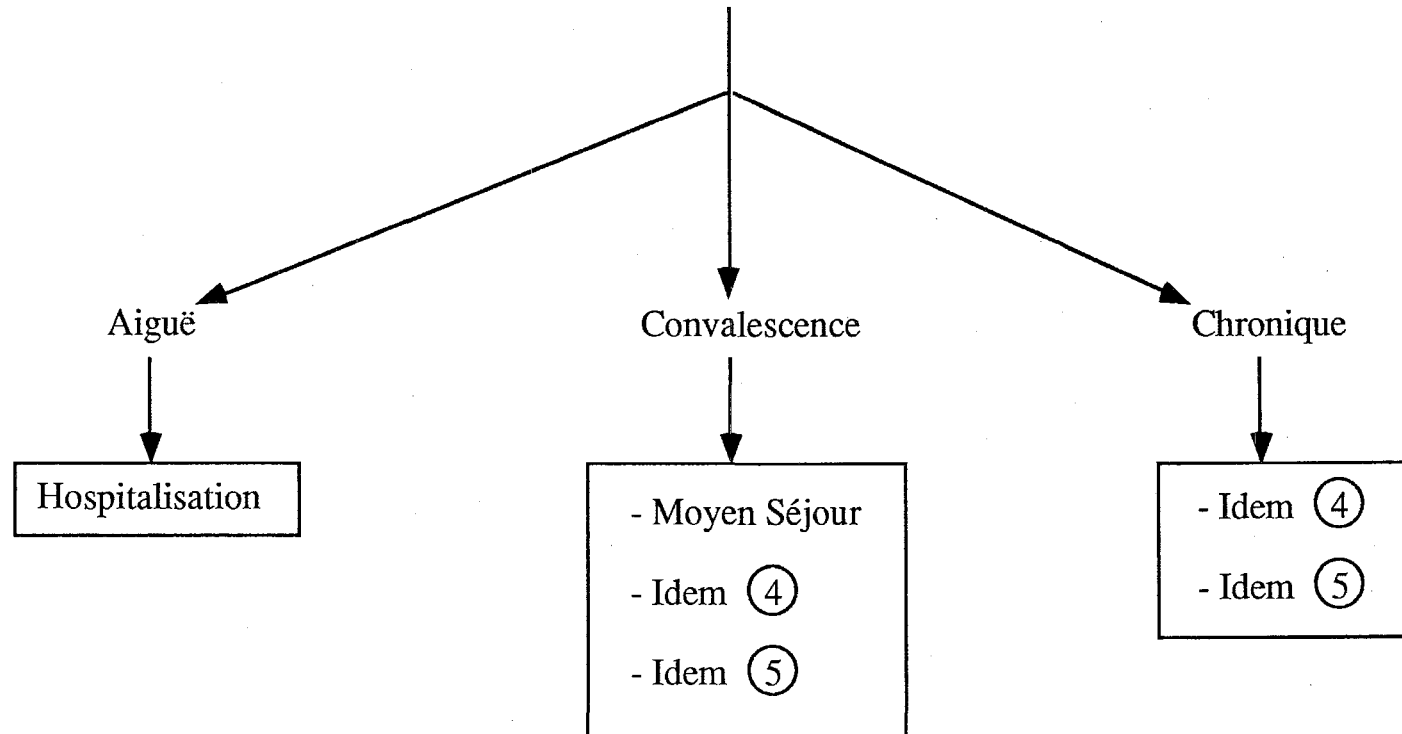 Aiguë
Convalescence
Chronique
Hospitalisation
- Moyen Séjour
- Idem 4
- Idem 5
- Idem 4
- Idem 5